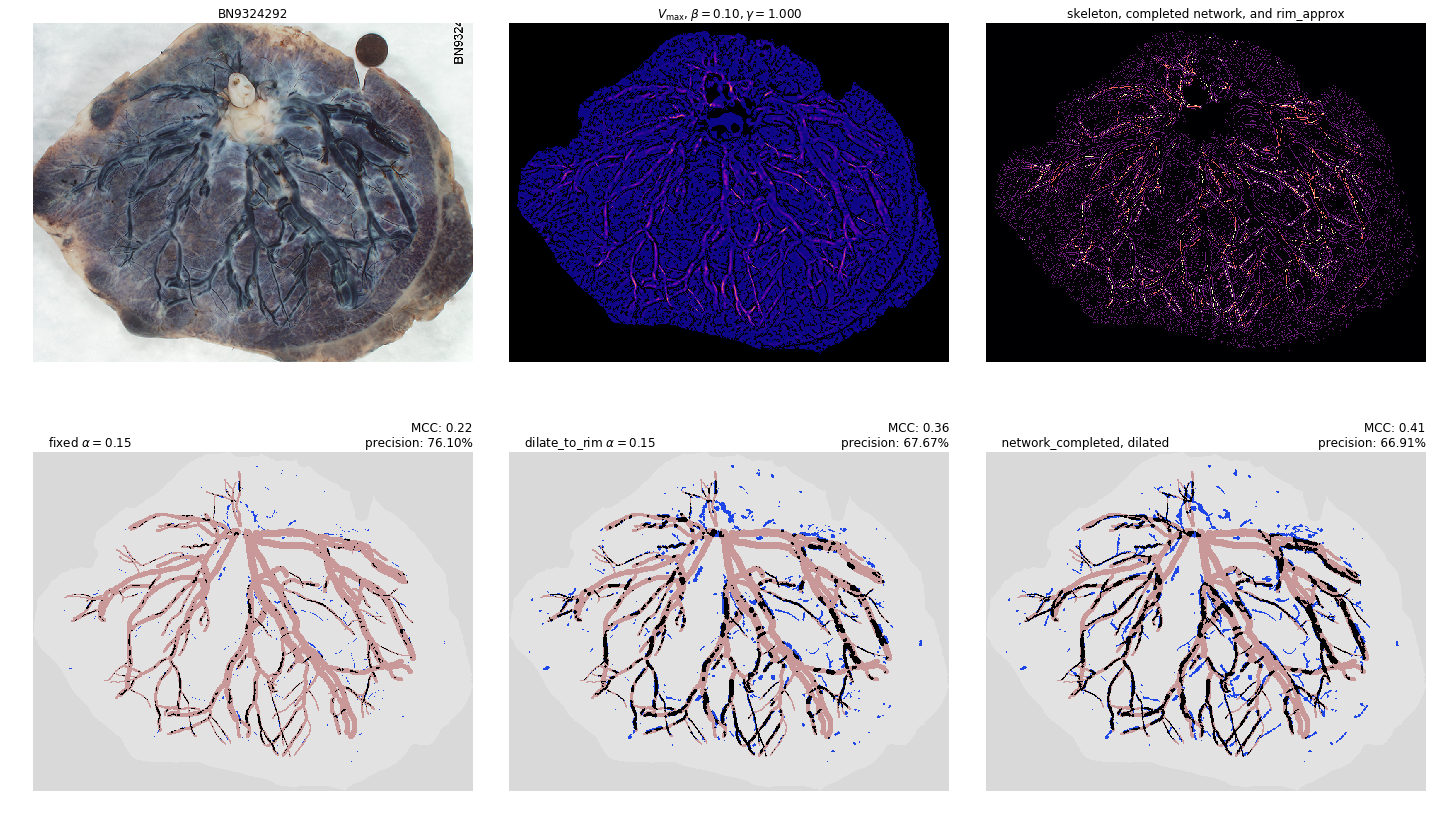 BN9324292
V_max, β = 0.10, γ = 1.000
skeleton, completed network, and rim_approx
BN9324
fixed α = 0.15
MCC: 0.22
precision: 76.10%
dilate_to_rim α = 0.15
MCC: 0.36
precision: 67.67%
network_completed, dilated
MCC: 0.41
precision: 66.91%